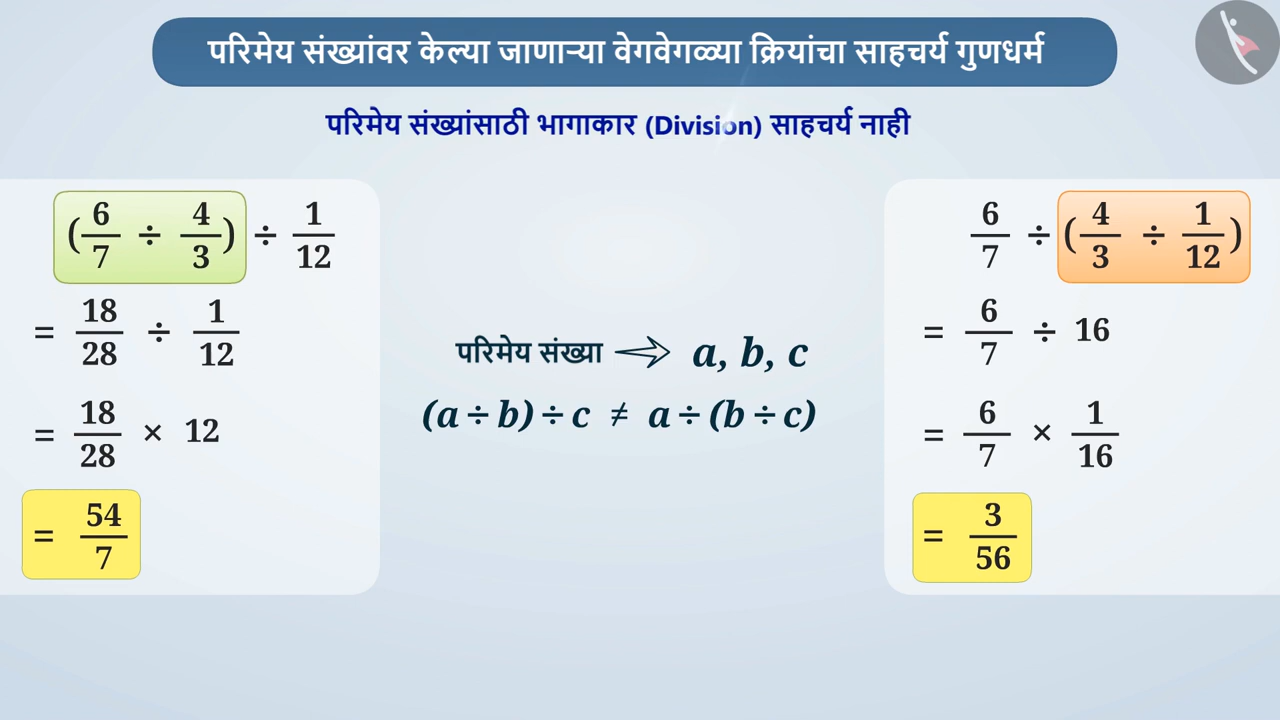 परिमेय संख्यांवर केल्या जाणाऱ्या वेगवेगळ्या क्रियांचा साहचर्य गुणधर्म
परिमेय संख्यांसाठी भागाकार (Division) साहचर्य नाही
(6/7 ÷ 4/3) ÷ 1/12
= 18/28 ÷ 1/12
= 18/28 × 12
= 54/7
परिमेय संख्या ⇒ a, b, c
(a ÷ b) ÷ c ≠ a ÷ (b ÷ c)
6/7 ÷ (4/3 ÷ 1/12)
= 6/7 ÷ 16
= 6/7 × 1/16
= 3/56